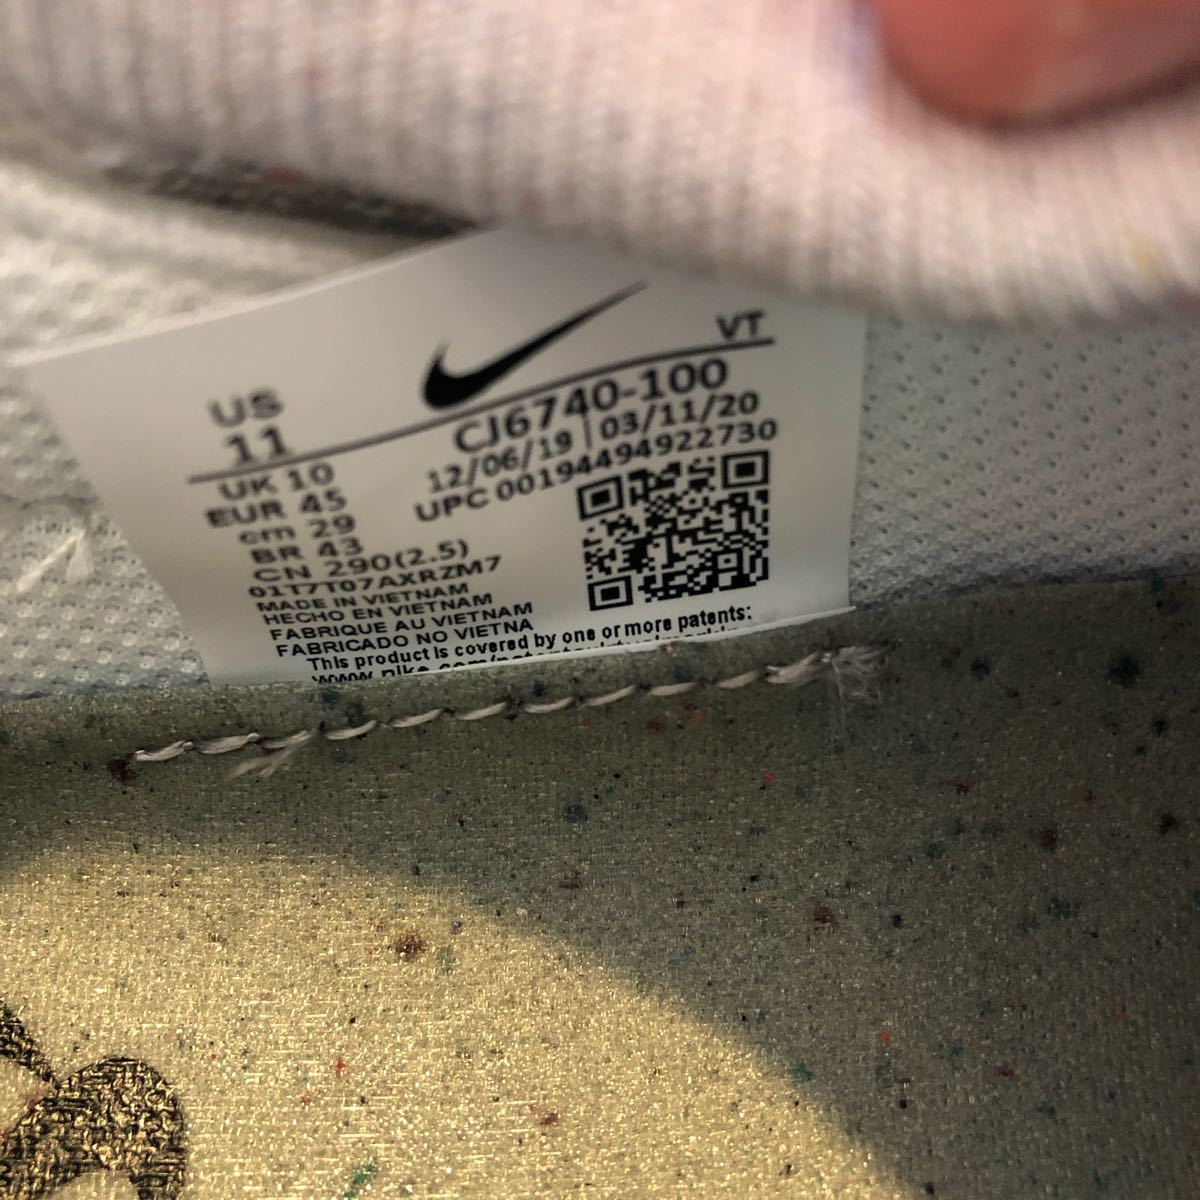 VT
US
11
CJ6740-100
12/06/19 | 03/11/20
UPC 00194494922730
UK 10
EUR 45
cm 29
BR 43
CN 290(2.5)
01T7T07AXRZM7
MADE IN VIETNAM
HECHO EN VIETNAM
FABRIQUE AU VIETNAM
FABRICADO NO VIETNA
This product is covered by one or more patents: